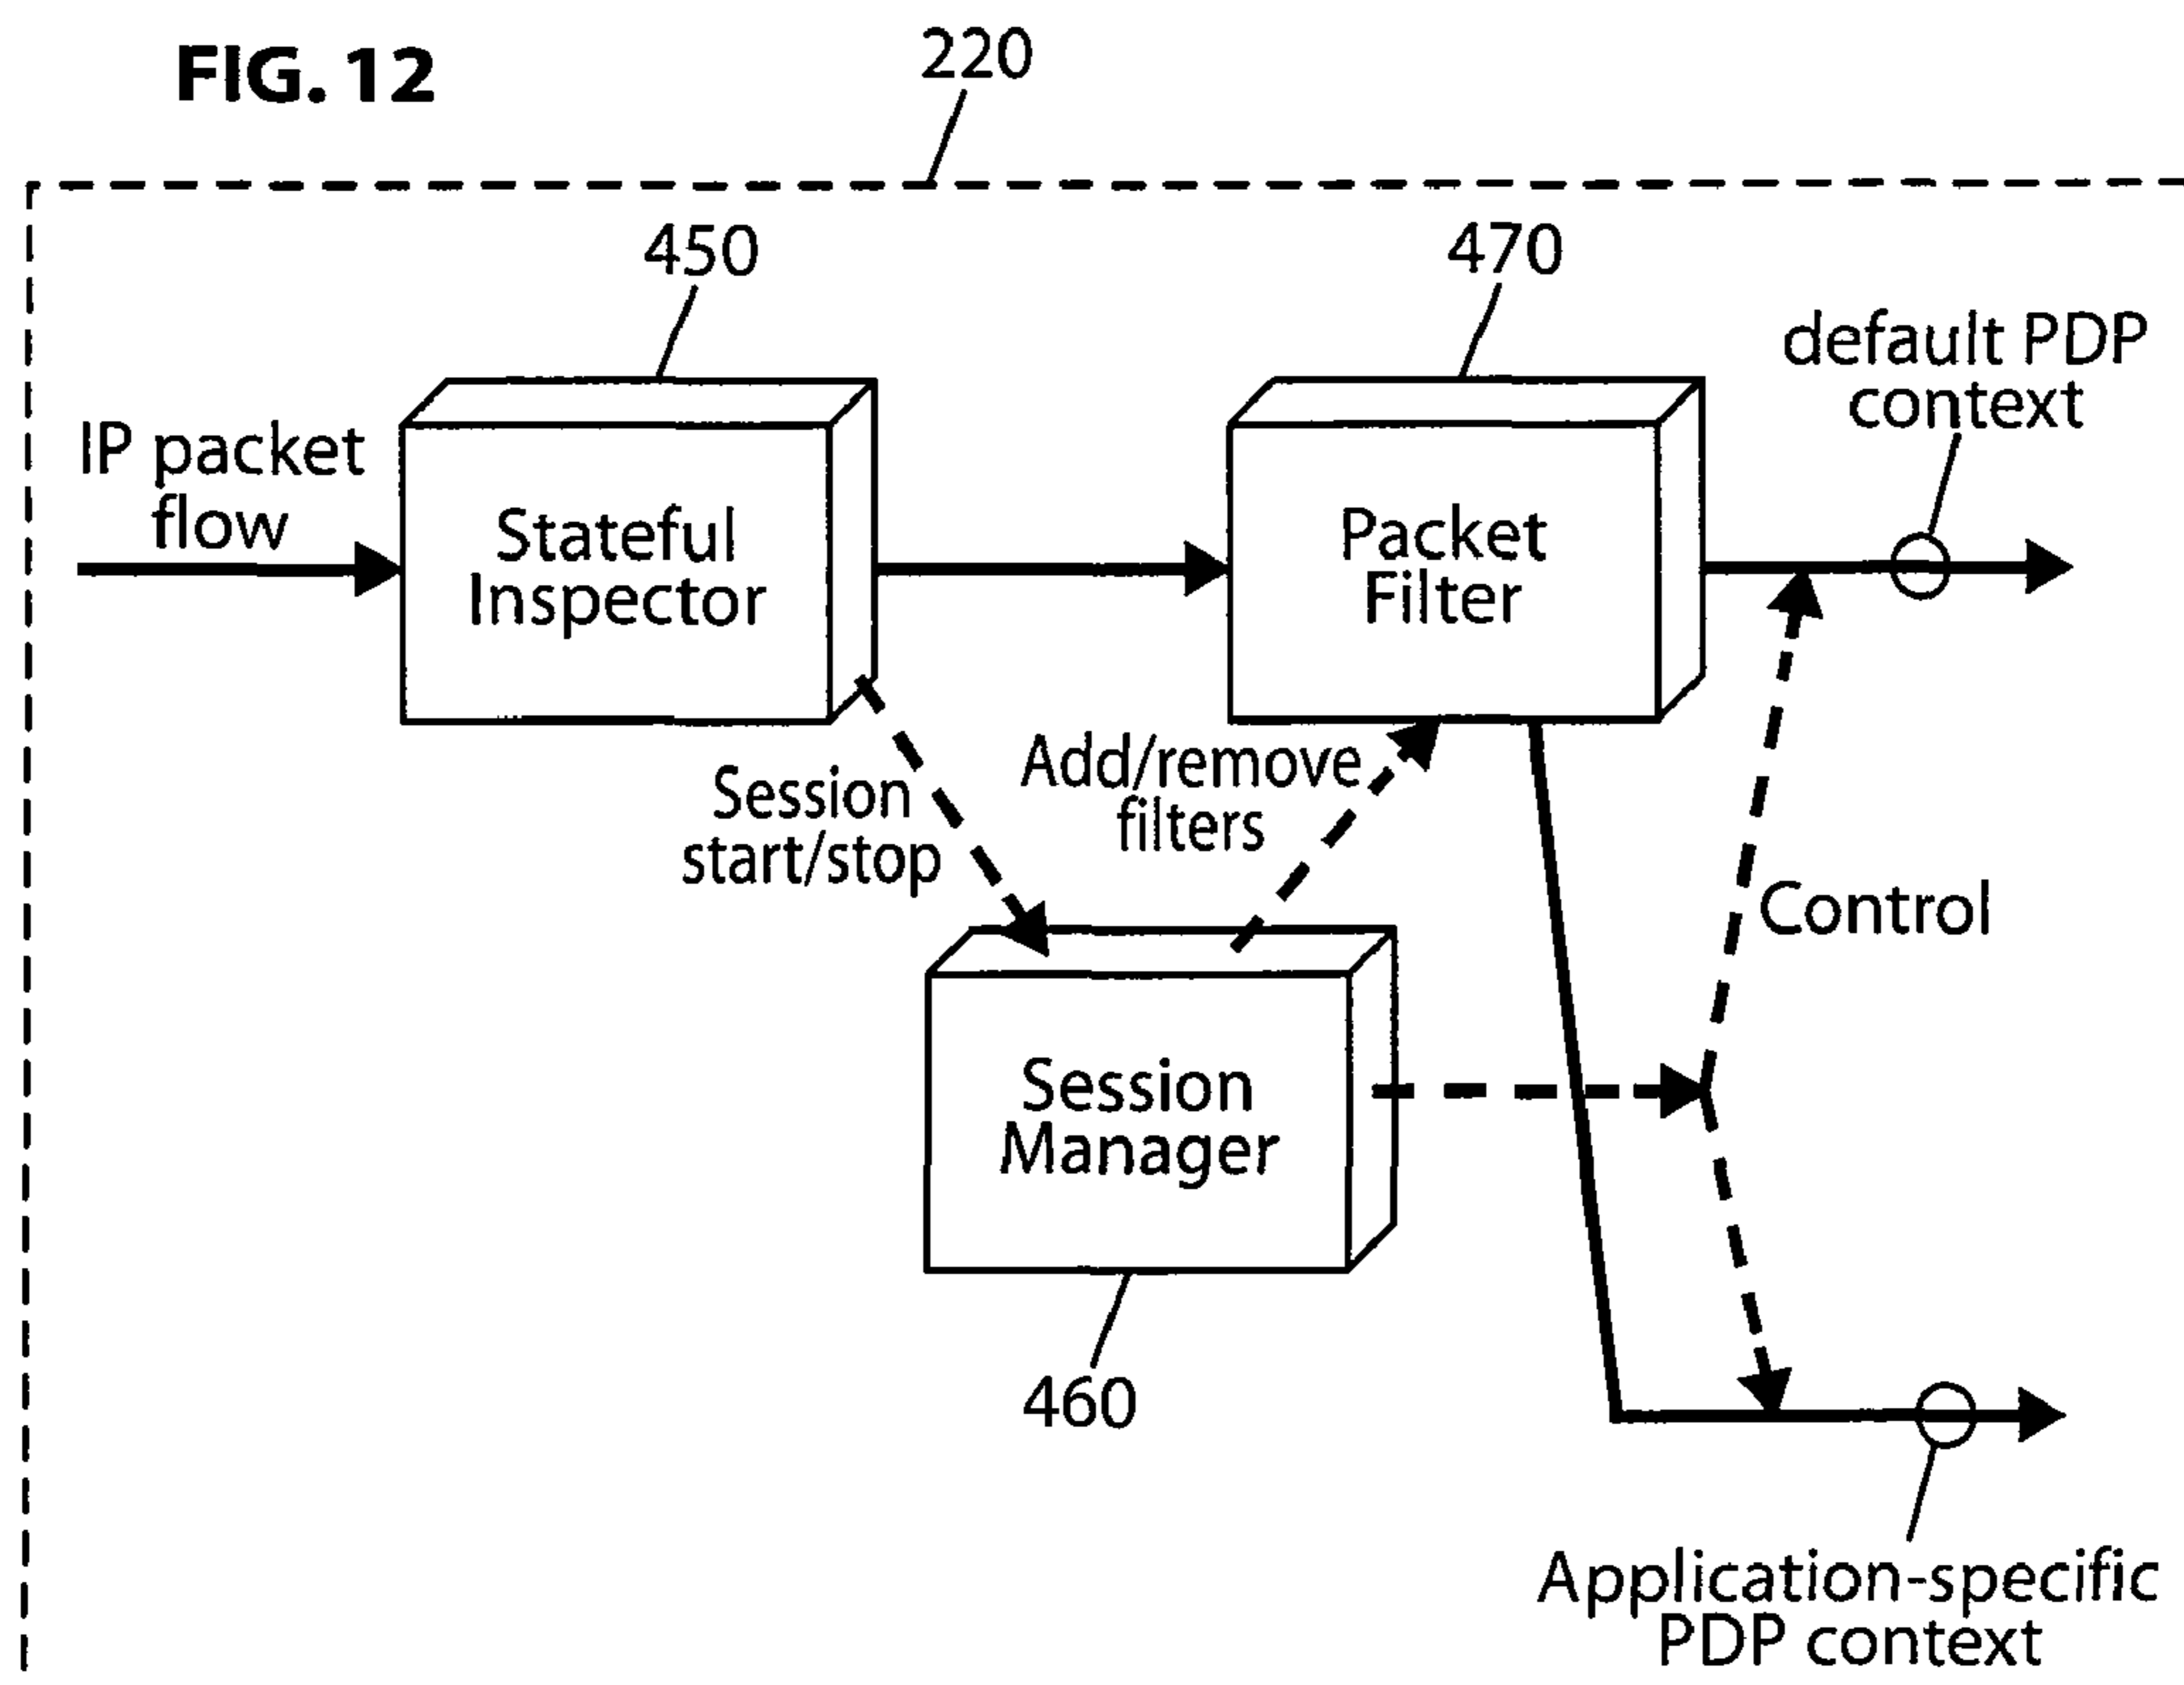 FIG. 12
220
450
470
default PDP
context
IP packet
flow
Stateful
Inspector
Packet
Filter
Session
start/stop
Add/remove
filters
Control
Session
Manager
460
Application-specific
PDP context